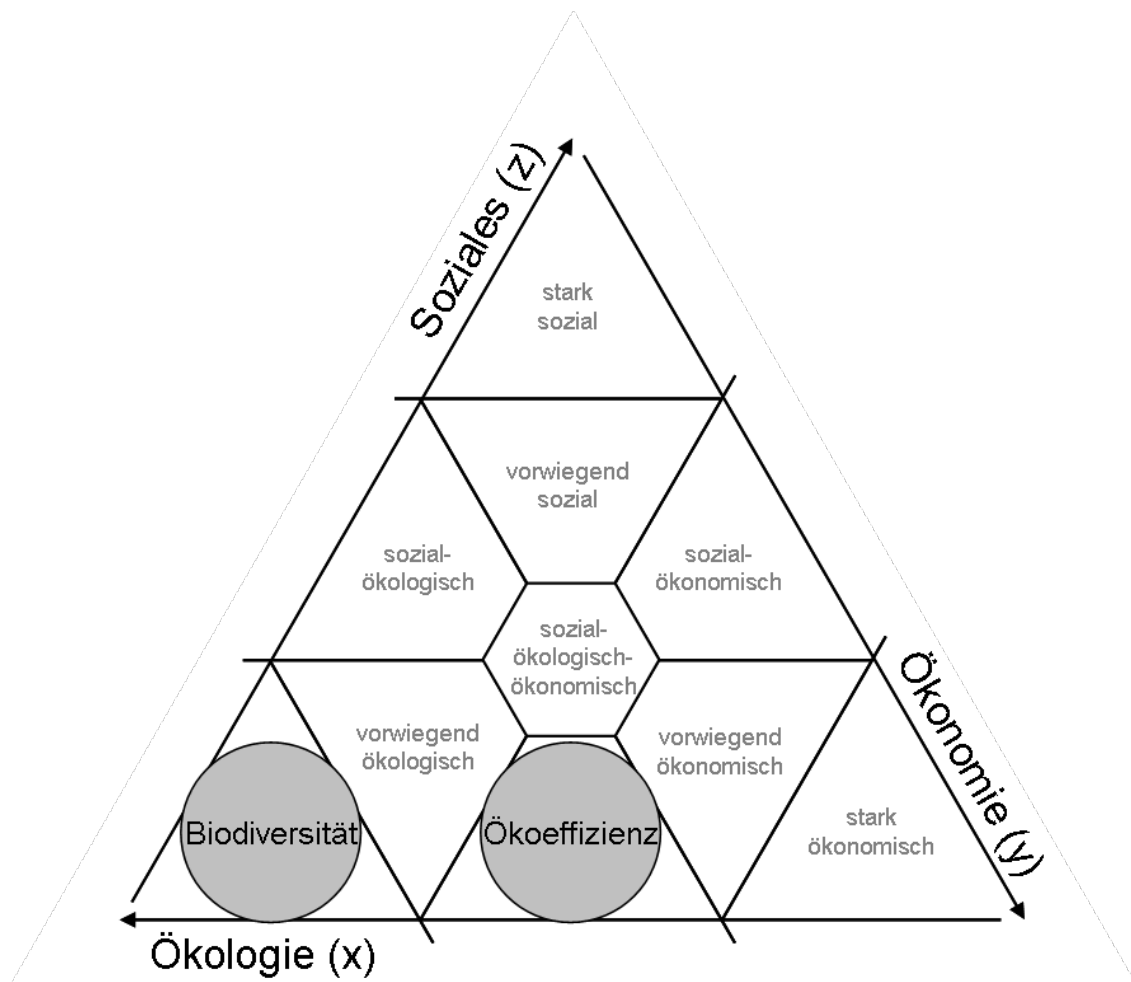 Soziales (z)
stark
sozial
vorwiegend
sozial
sozial-
ökologisch
sozial-
ökonomisch
sozial-
ökologisch-
ökonomisch
vorwiegend
ökologisch
vorwiegend
ökonomisch
Ökonomie (y)
Biodiversität
Ökoeffizienz
stark
ökonomisch
Ökologie (x)